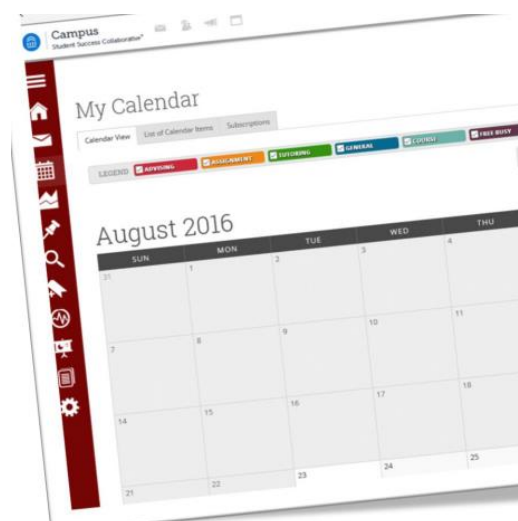 Campus
Student Success Collaborative™
My Calendar
Calendar View List of Calendar Items Subscriptions
LEGEND ADVISING ASSIGNMENT TUTORING GENERAL COURSE FREE BUSY
August 2016
SUN MON TUE WED THU
31 1 2 3 4
7 8 9 10 11
14 15 16 17 18
21 22 23 24 25